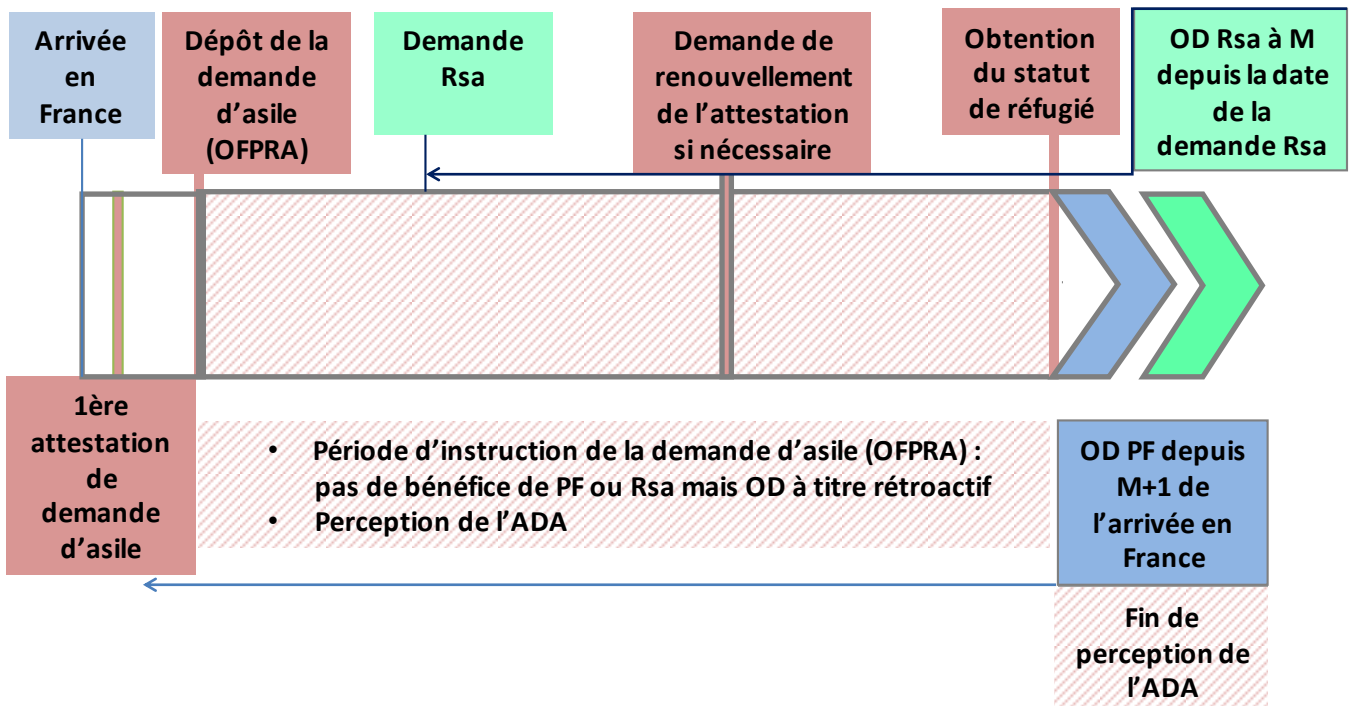 Arrivée
en
France
Dépôt de la
demande
d'asile
(OFPRA)
Demande
Rsa
Demande de
renouvellement
de l'attestation
si nécessaire
Obtention
du statut
de réfugié
OD Rsa à M
depuis la date
de la
demande Rsa
1ère
attestation
de
demande
d'asile
• Période d'instruction de la demande d'asile (OFPRA) :
pas de bénéfice de PF ou Rsa mais OD à titre rétroactif
• Perception de l'ADA
OD PF depuis
M+1 de
l'arrivée en
France
Fin de
perception de
l'ADA